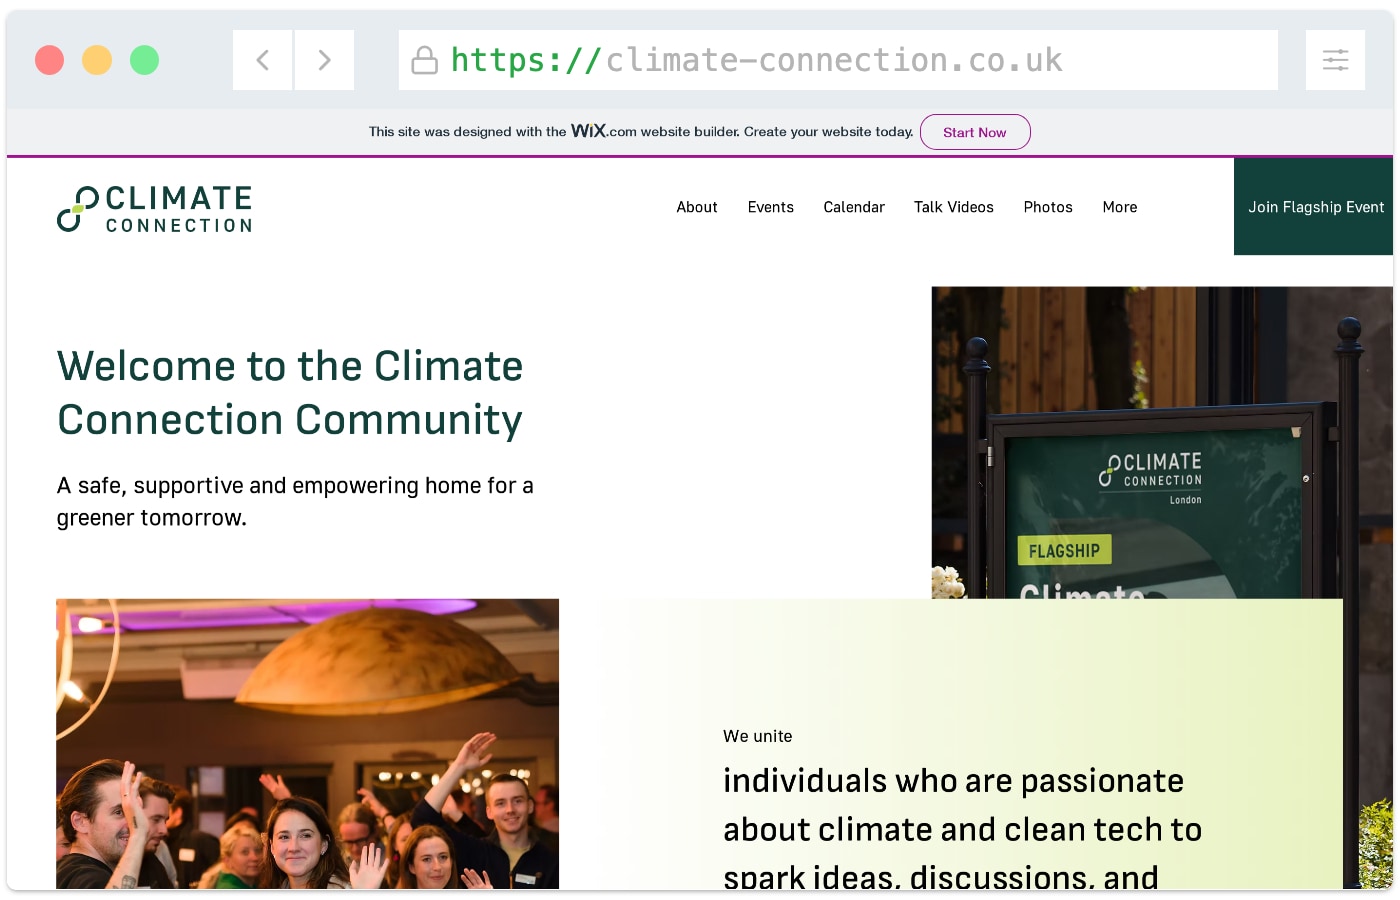 https://climate-connection.co.uk
This site was designed with the WiX.com website builder. Create your website today. Start Now
CLIMATE
CONNECTION
About Events Calendar Talk Videos Photos More
Join Flagship Event
Welcome to the Climate
Connection Community
A safe, supportive and empowering home for a
greener tomorrow.
CLIMATE
CONNECTION
London
FLAGSHIP
Climate
We unite
individuals who are passionate
about climate and clean tech to
spark ideas, discussions, and